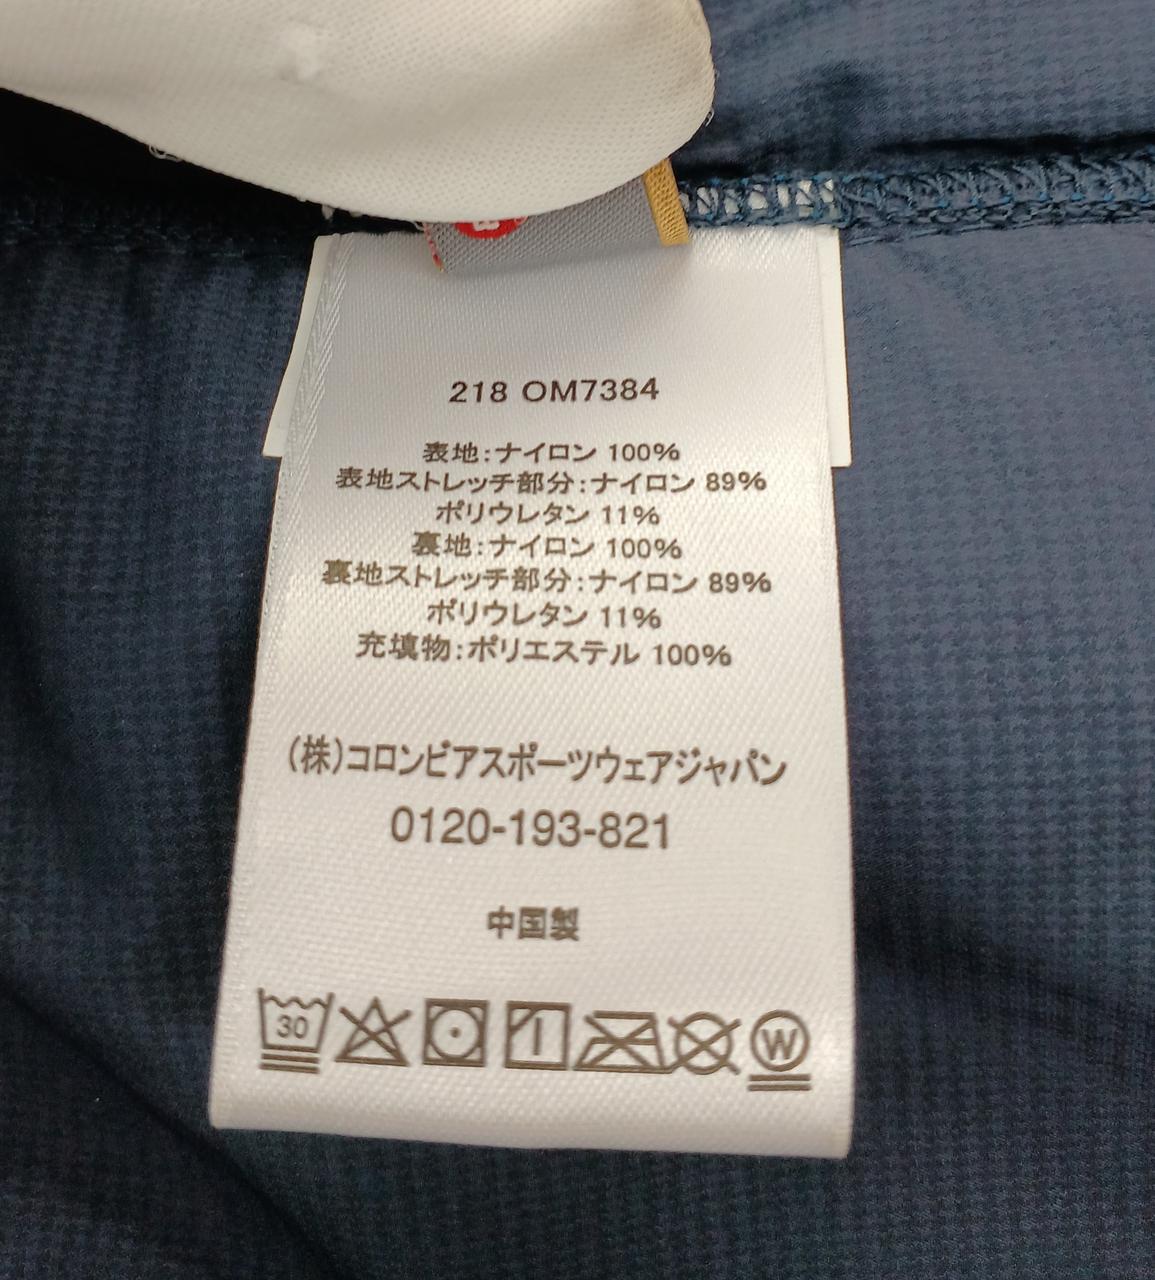 218 OM7384
表地:ナイロン 100%
表地ストレッチ部分:ナイロン 89%
ポリウレタン 11%
裏地:ナイロン 100%
裏地ストレッチ部分:ナイロン 89%
ポリウレタン 11%
充填物:ポリエステル 100%
(株)コロンビアスポーツウェアジャパン
0120-193-821
中国製
30
W